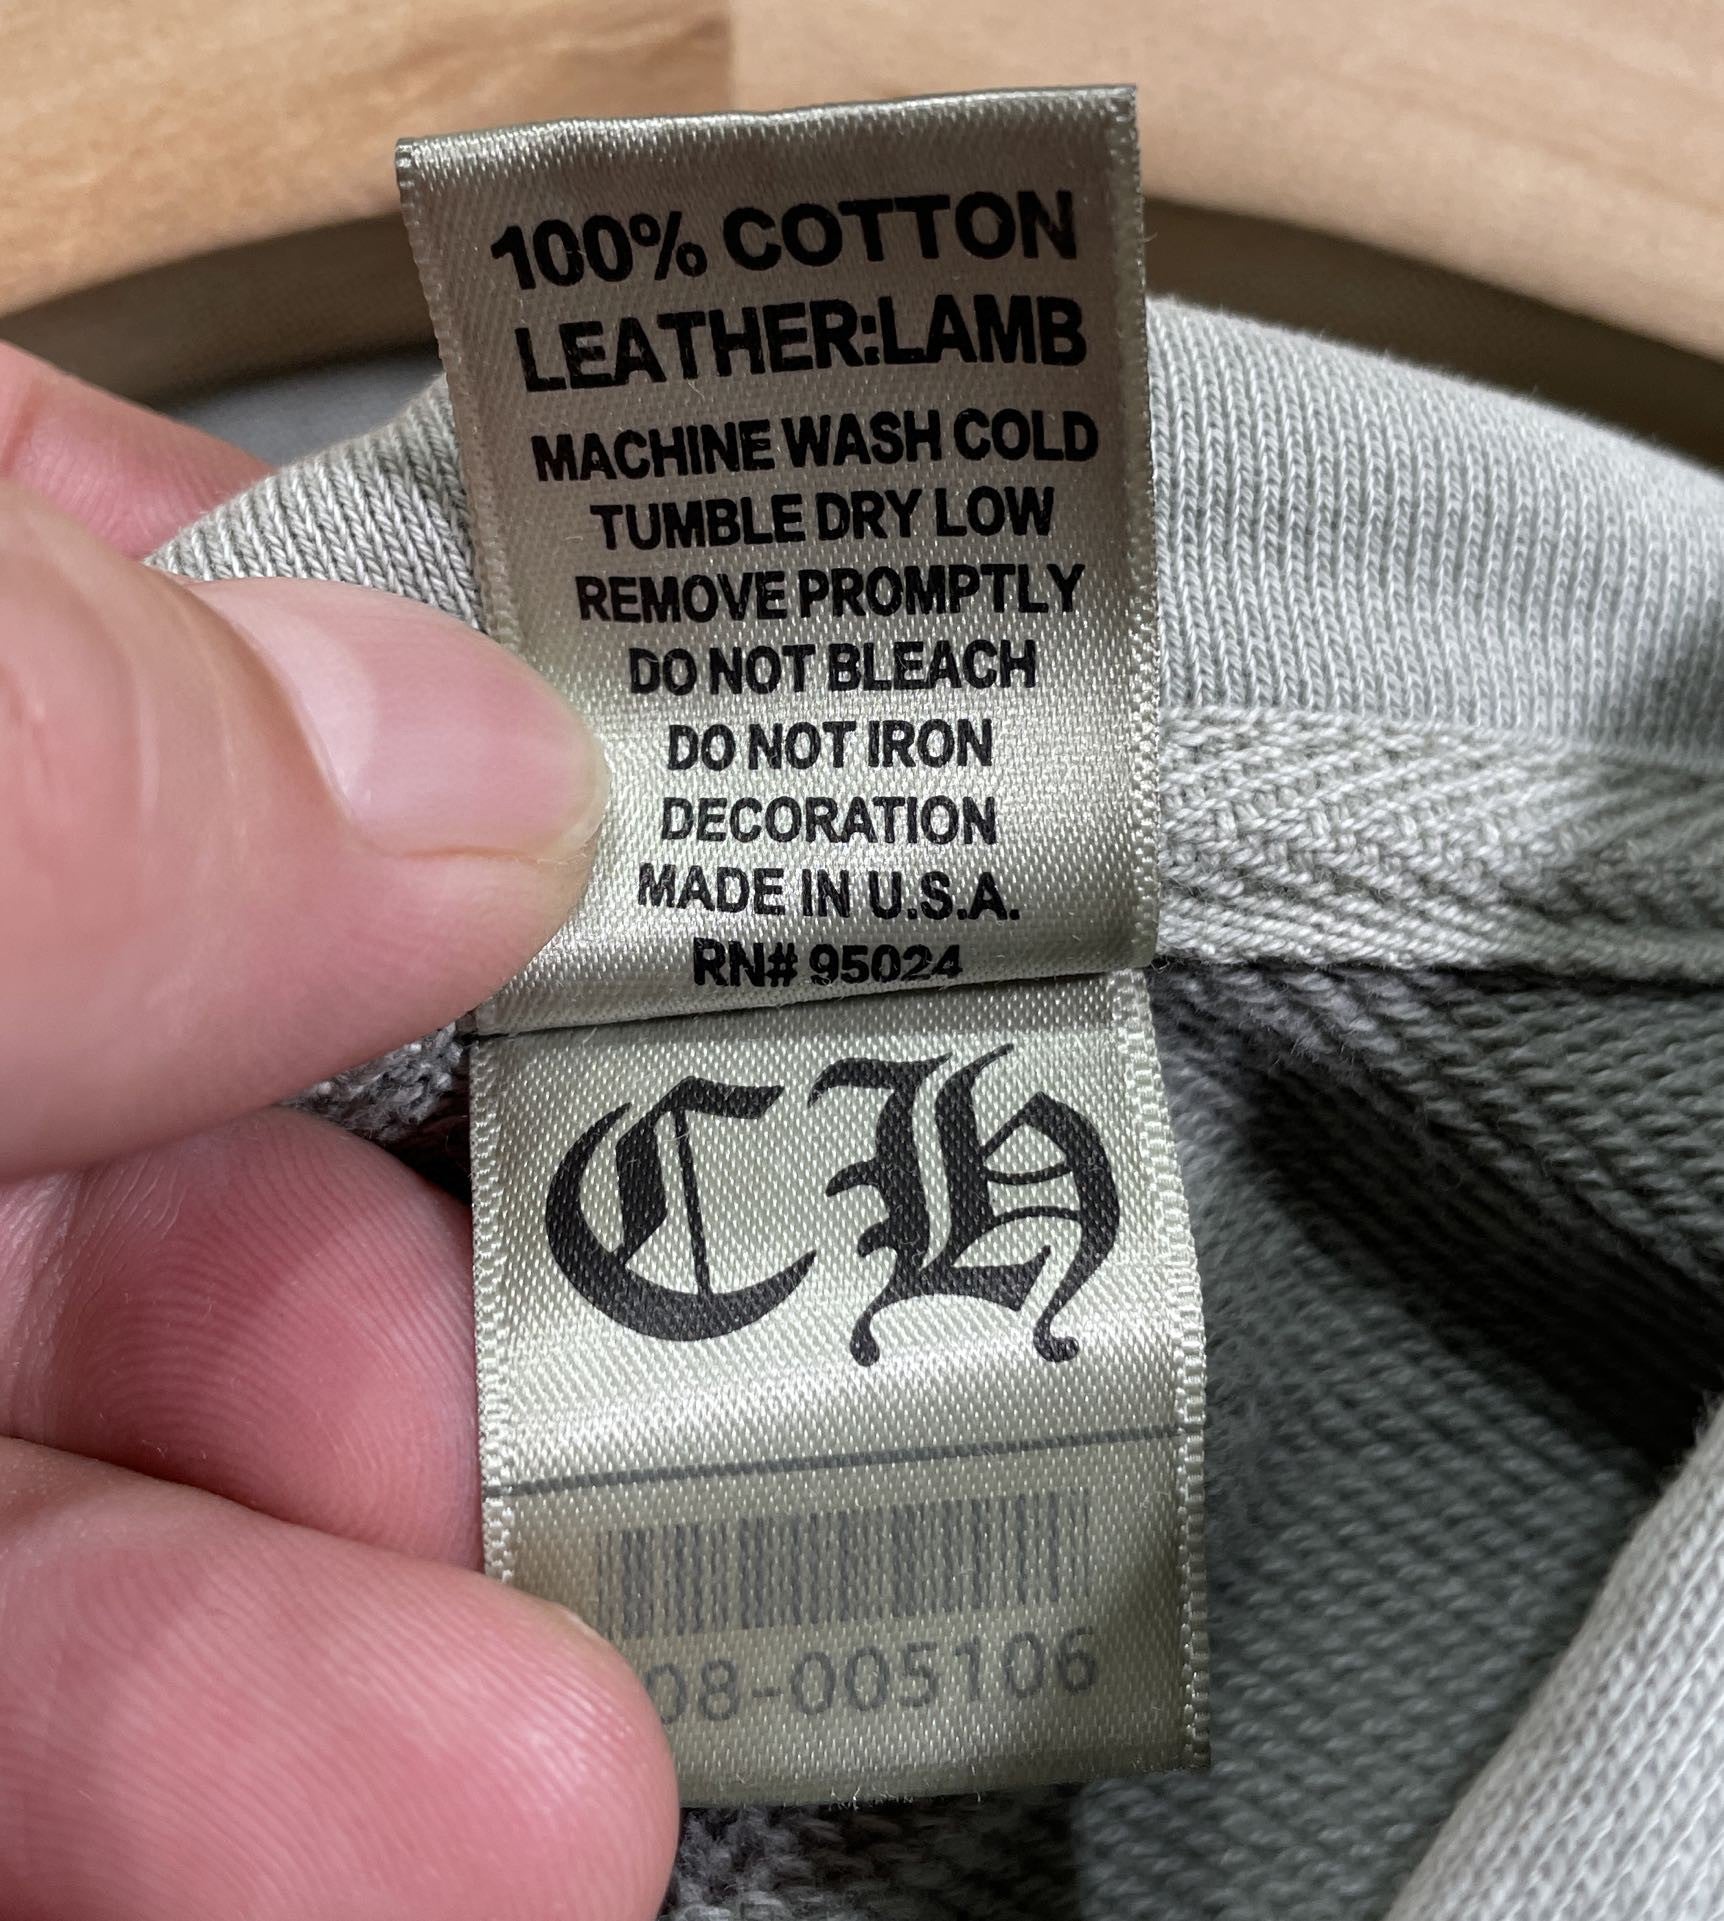 100% COTTON
LEATHER:LAMB
MACHINE WASH COLD
TUMBLE DRY LOW
REMOVE PROMPTLY
DO NOT BLEACH
DO NOT IRON
DECORATION
MADE IN U.S.A.
RN# 95024
CH
08-005106